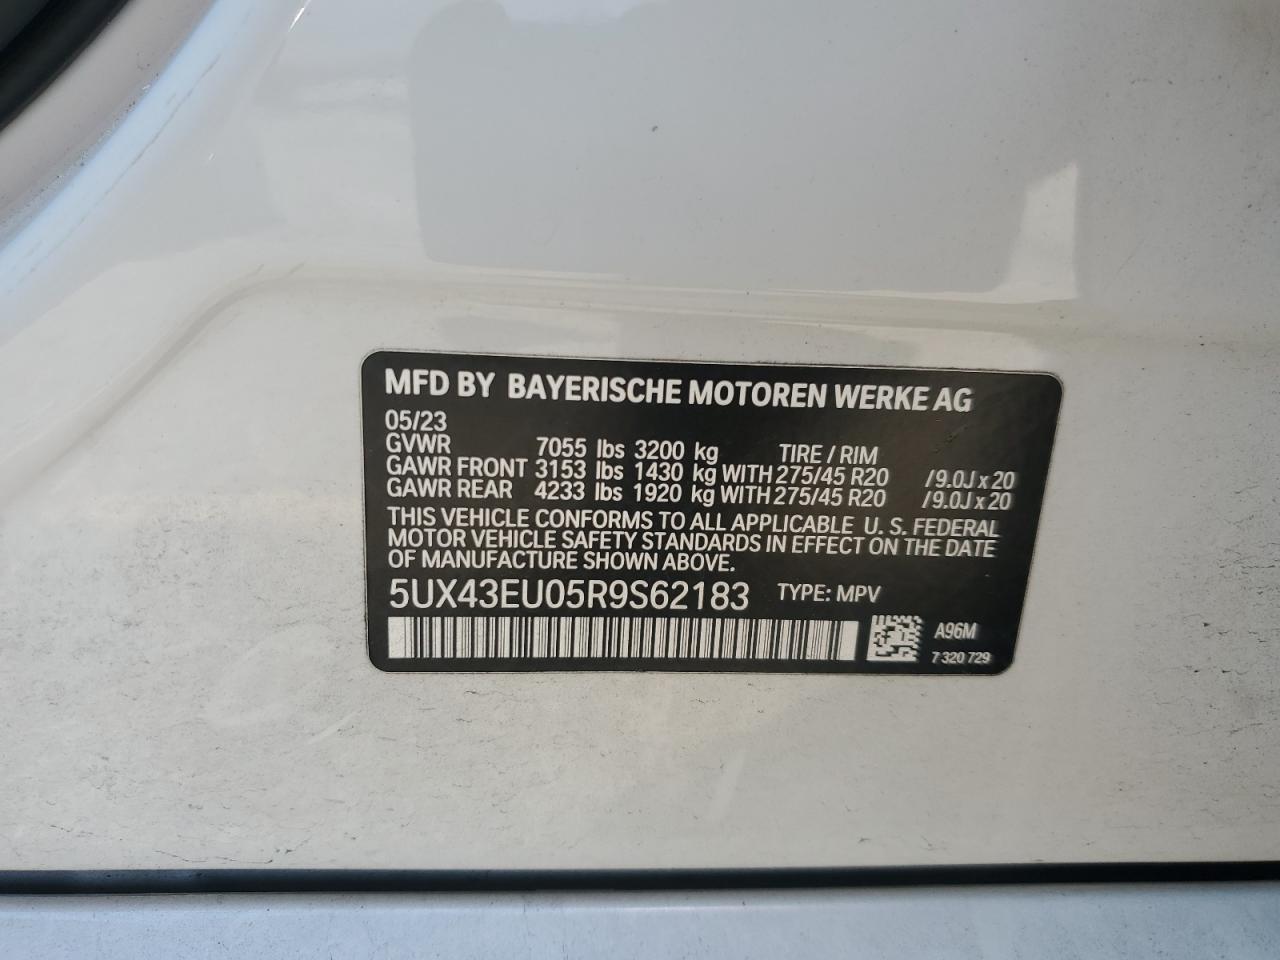 MFD BY BAYERISCHE MOTOREN WERKE AG
05/23
GVWR 7055 lbs 3200 kg TIRE / RIM
GAWR FRONT 3153 lbs 1430 kg WITH 275/45 R20 /9.0J x 20
GAWR REAR 4233 lbs 1920 kg WITH 275/45 R20 /9.0J x 20
THIS VEHICLE CONFORMS TO ALL APPLICABLE U. S. FEDERAL
MOTOR VEHICLE SAFETY STANDARDS IN EFFECT ON THE DATE
OF MANUFACTURE SHOWN ABOVE.
5UX43EU05R9S62183 TYPE: MPV
A96M
7 320 729